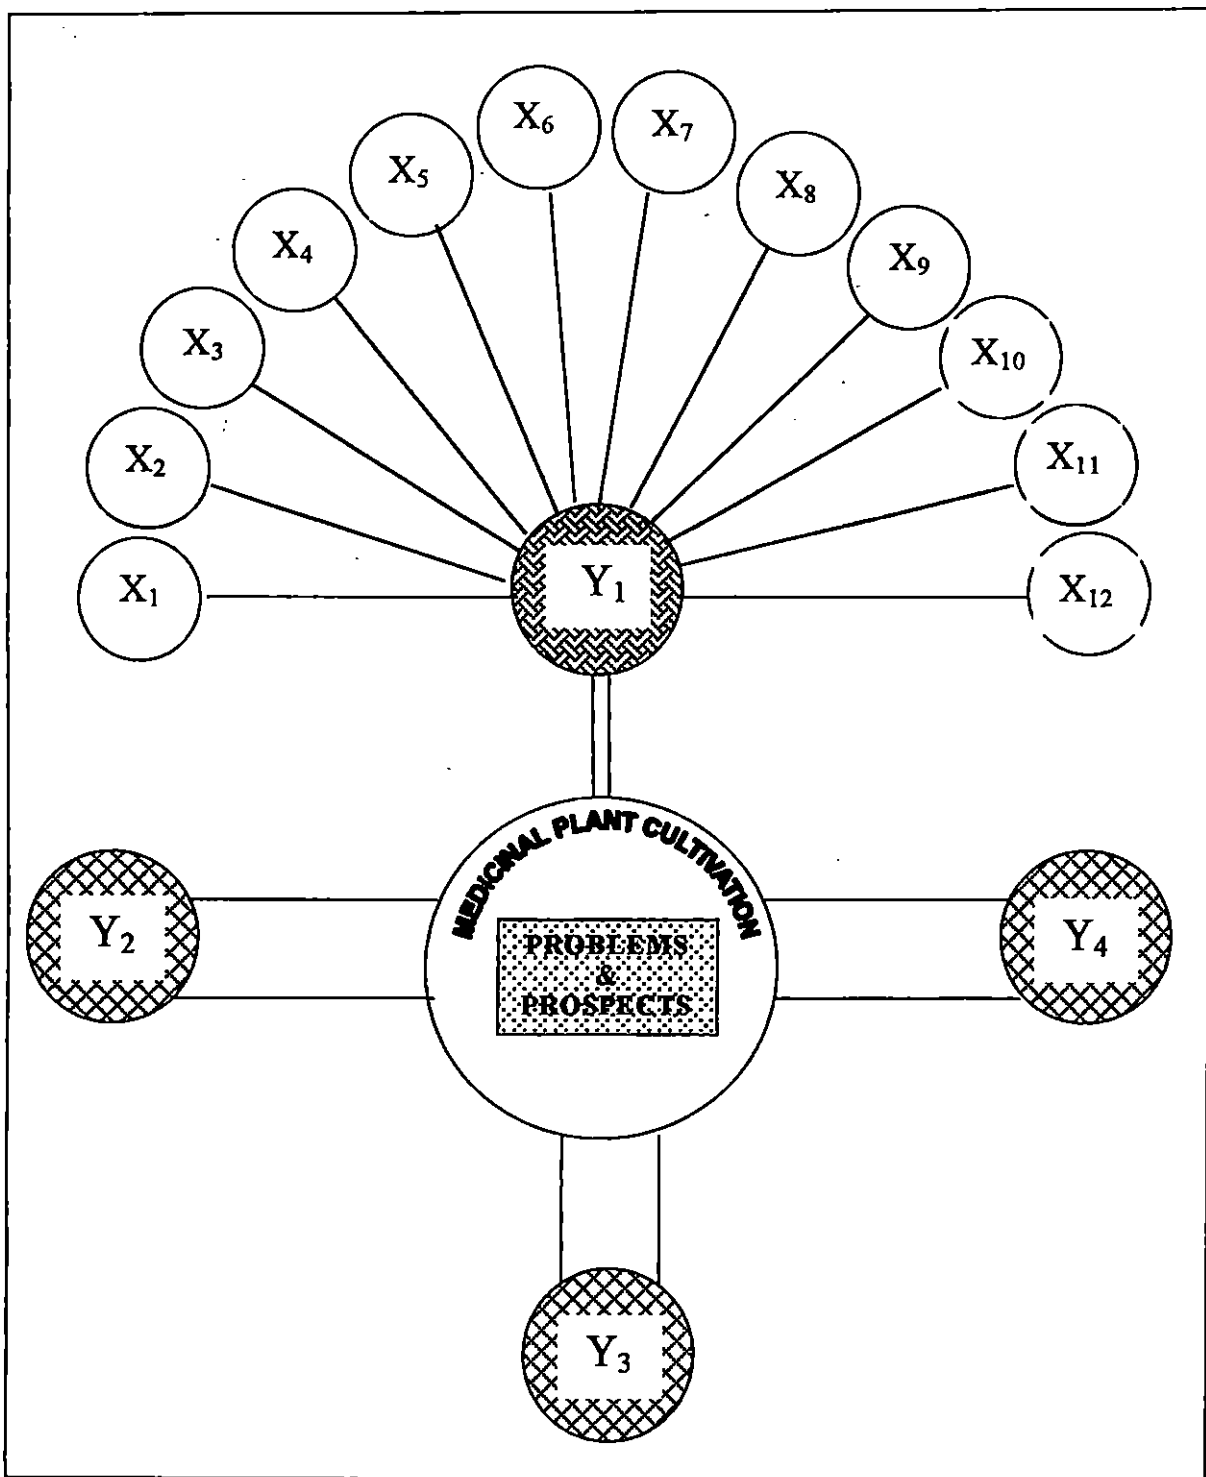 X₁
X₂
X₃
X₄
X₅
X₆
X₇
X₈
X₉
X₁₀
X₁₁
X₁₂
Y₁
MEDICINAL PLANT CULTIVATION
PROBLEMS
&
PROSPECTS
Y₂
Y₄
Y₃